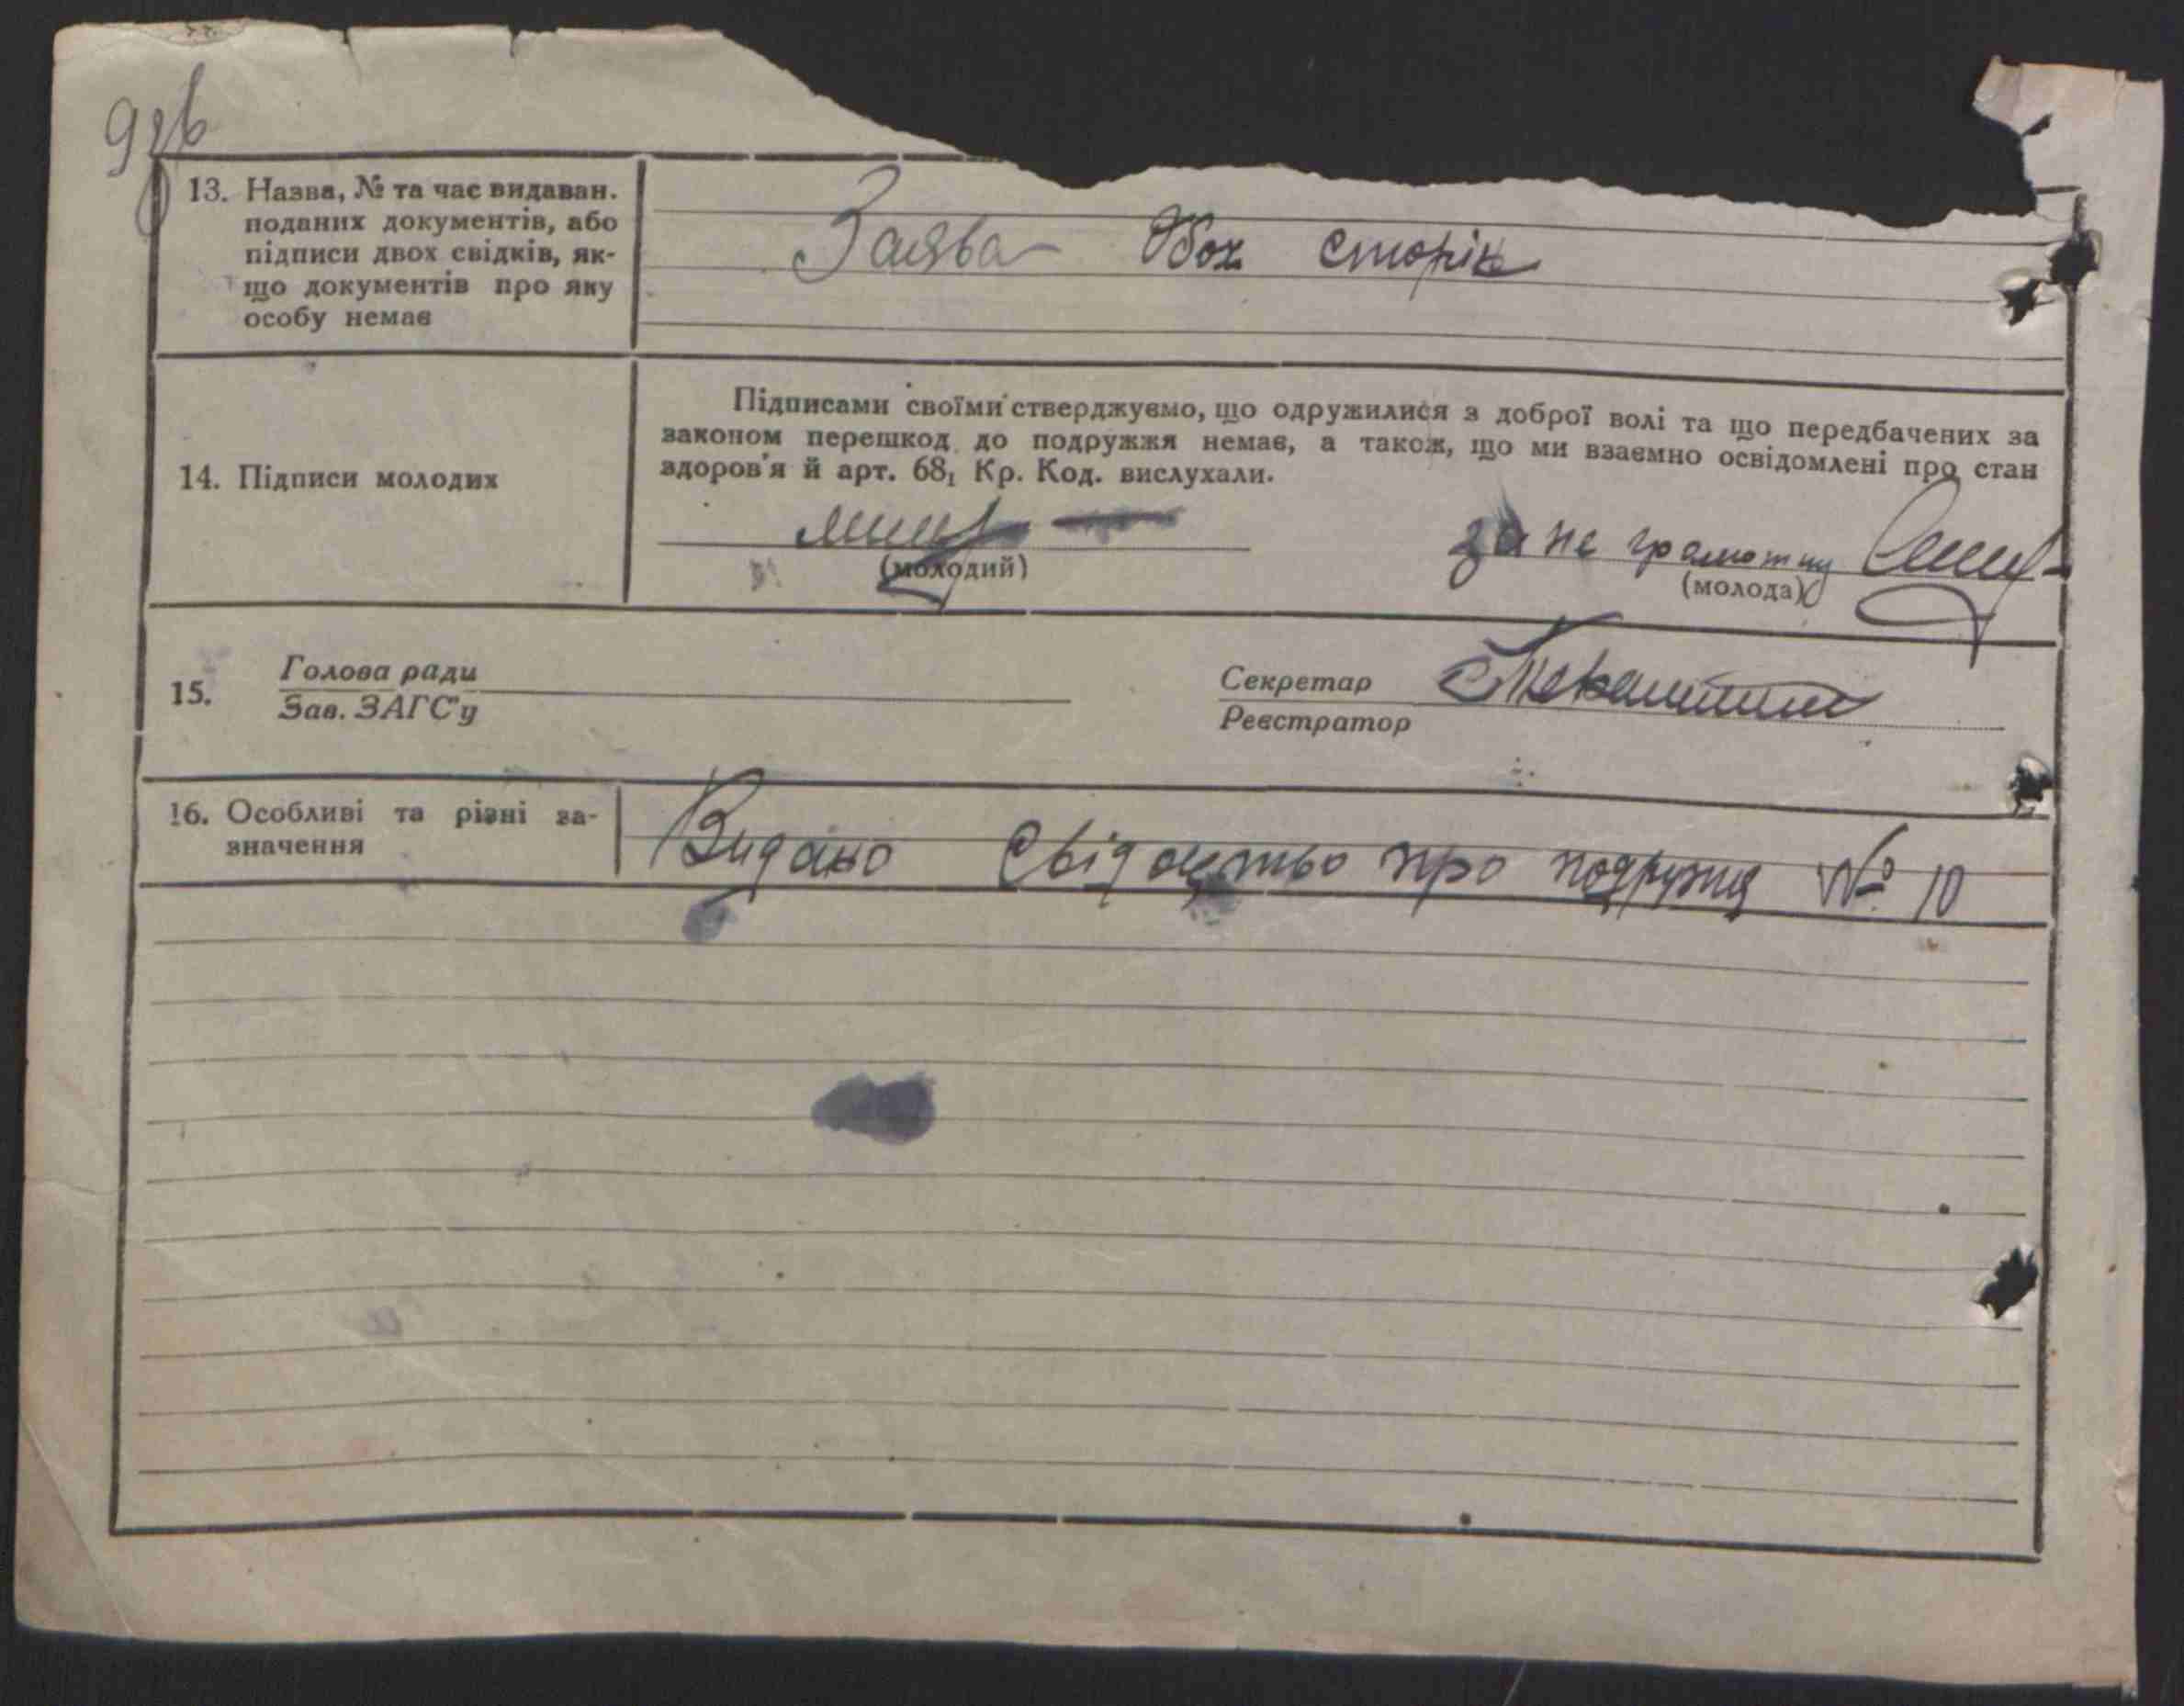 13. Назва, № та час видаван.
поданих документів, або
підписи двох свідків, як-
що документів про яку
особу немає
Заява Обох сторін
14. Підписи молодих
Підписами своїми стверджуємо, що одружилися з доброї волі та що передбачених за
законом перешкод до подружжя немає, а також, що ми взаємно освідомлені про стан
здоров'я й арт. 68₁ Кр. Код. вислухали.
за не грамотну
(молодий)
(молода)
15. Голова ради
Зав. ЗАГС'у
Секретар
Реєстратор
16. Особливі та різні за-
значення
Видано Свідоцтво про подружжя № 10